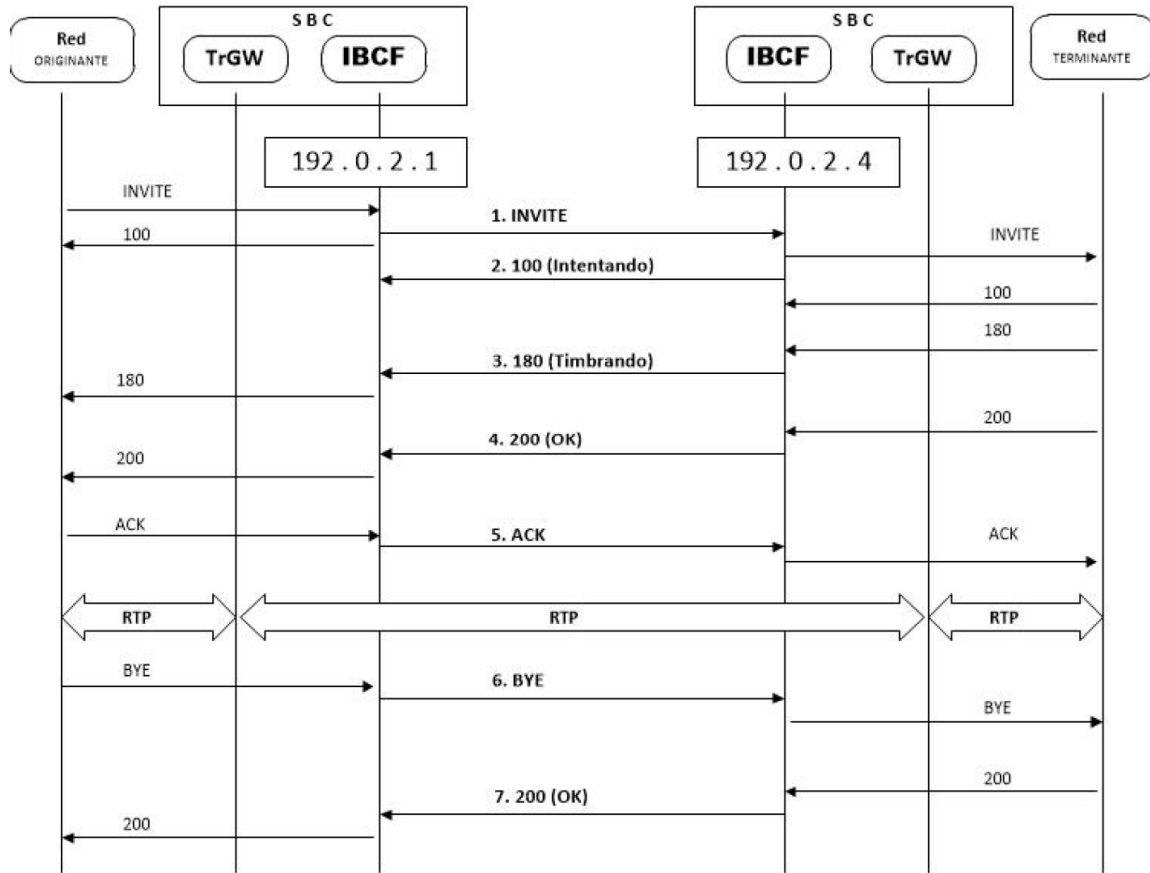 S B C
S B C
Red
ORIGINANTE
TrGW
IBCF
IBCF
TrGW
Red
TERMINANTE
192 . 0 . 2 . 1
192 . 0 . 2 . 4
INVITE
1. INVITE
INVITE
100
2. 100 (Intentando)
100
180
3. 180 (Timbrando)
180
200
4. 200 (OK)
200
ACK
5. ACK
ACK
RTP
RTP
RTP
BYE
6. BYE
BYE
200
7. 200 (OK)
200